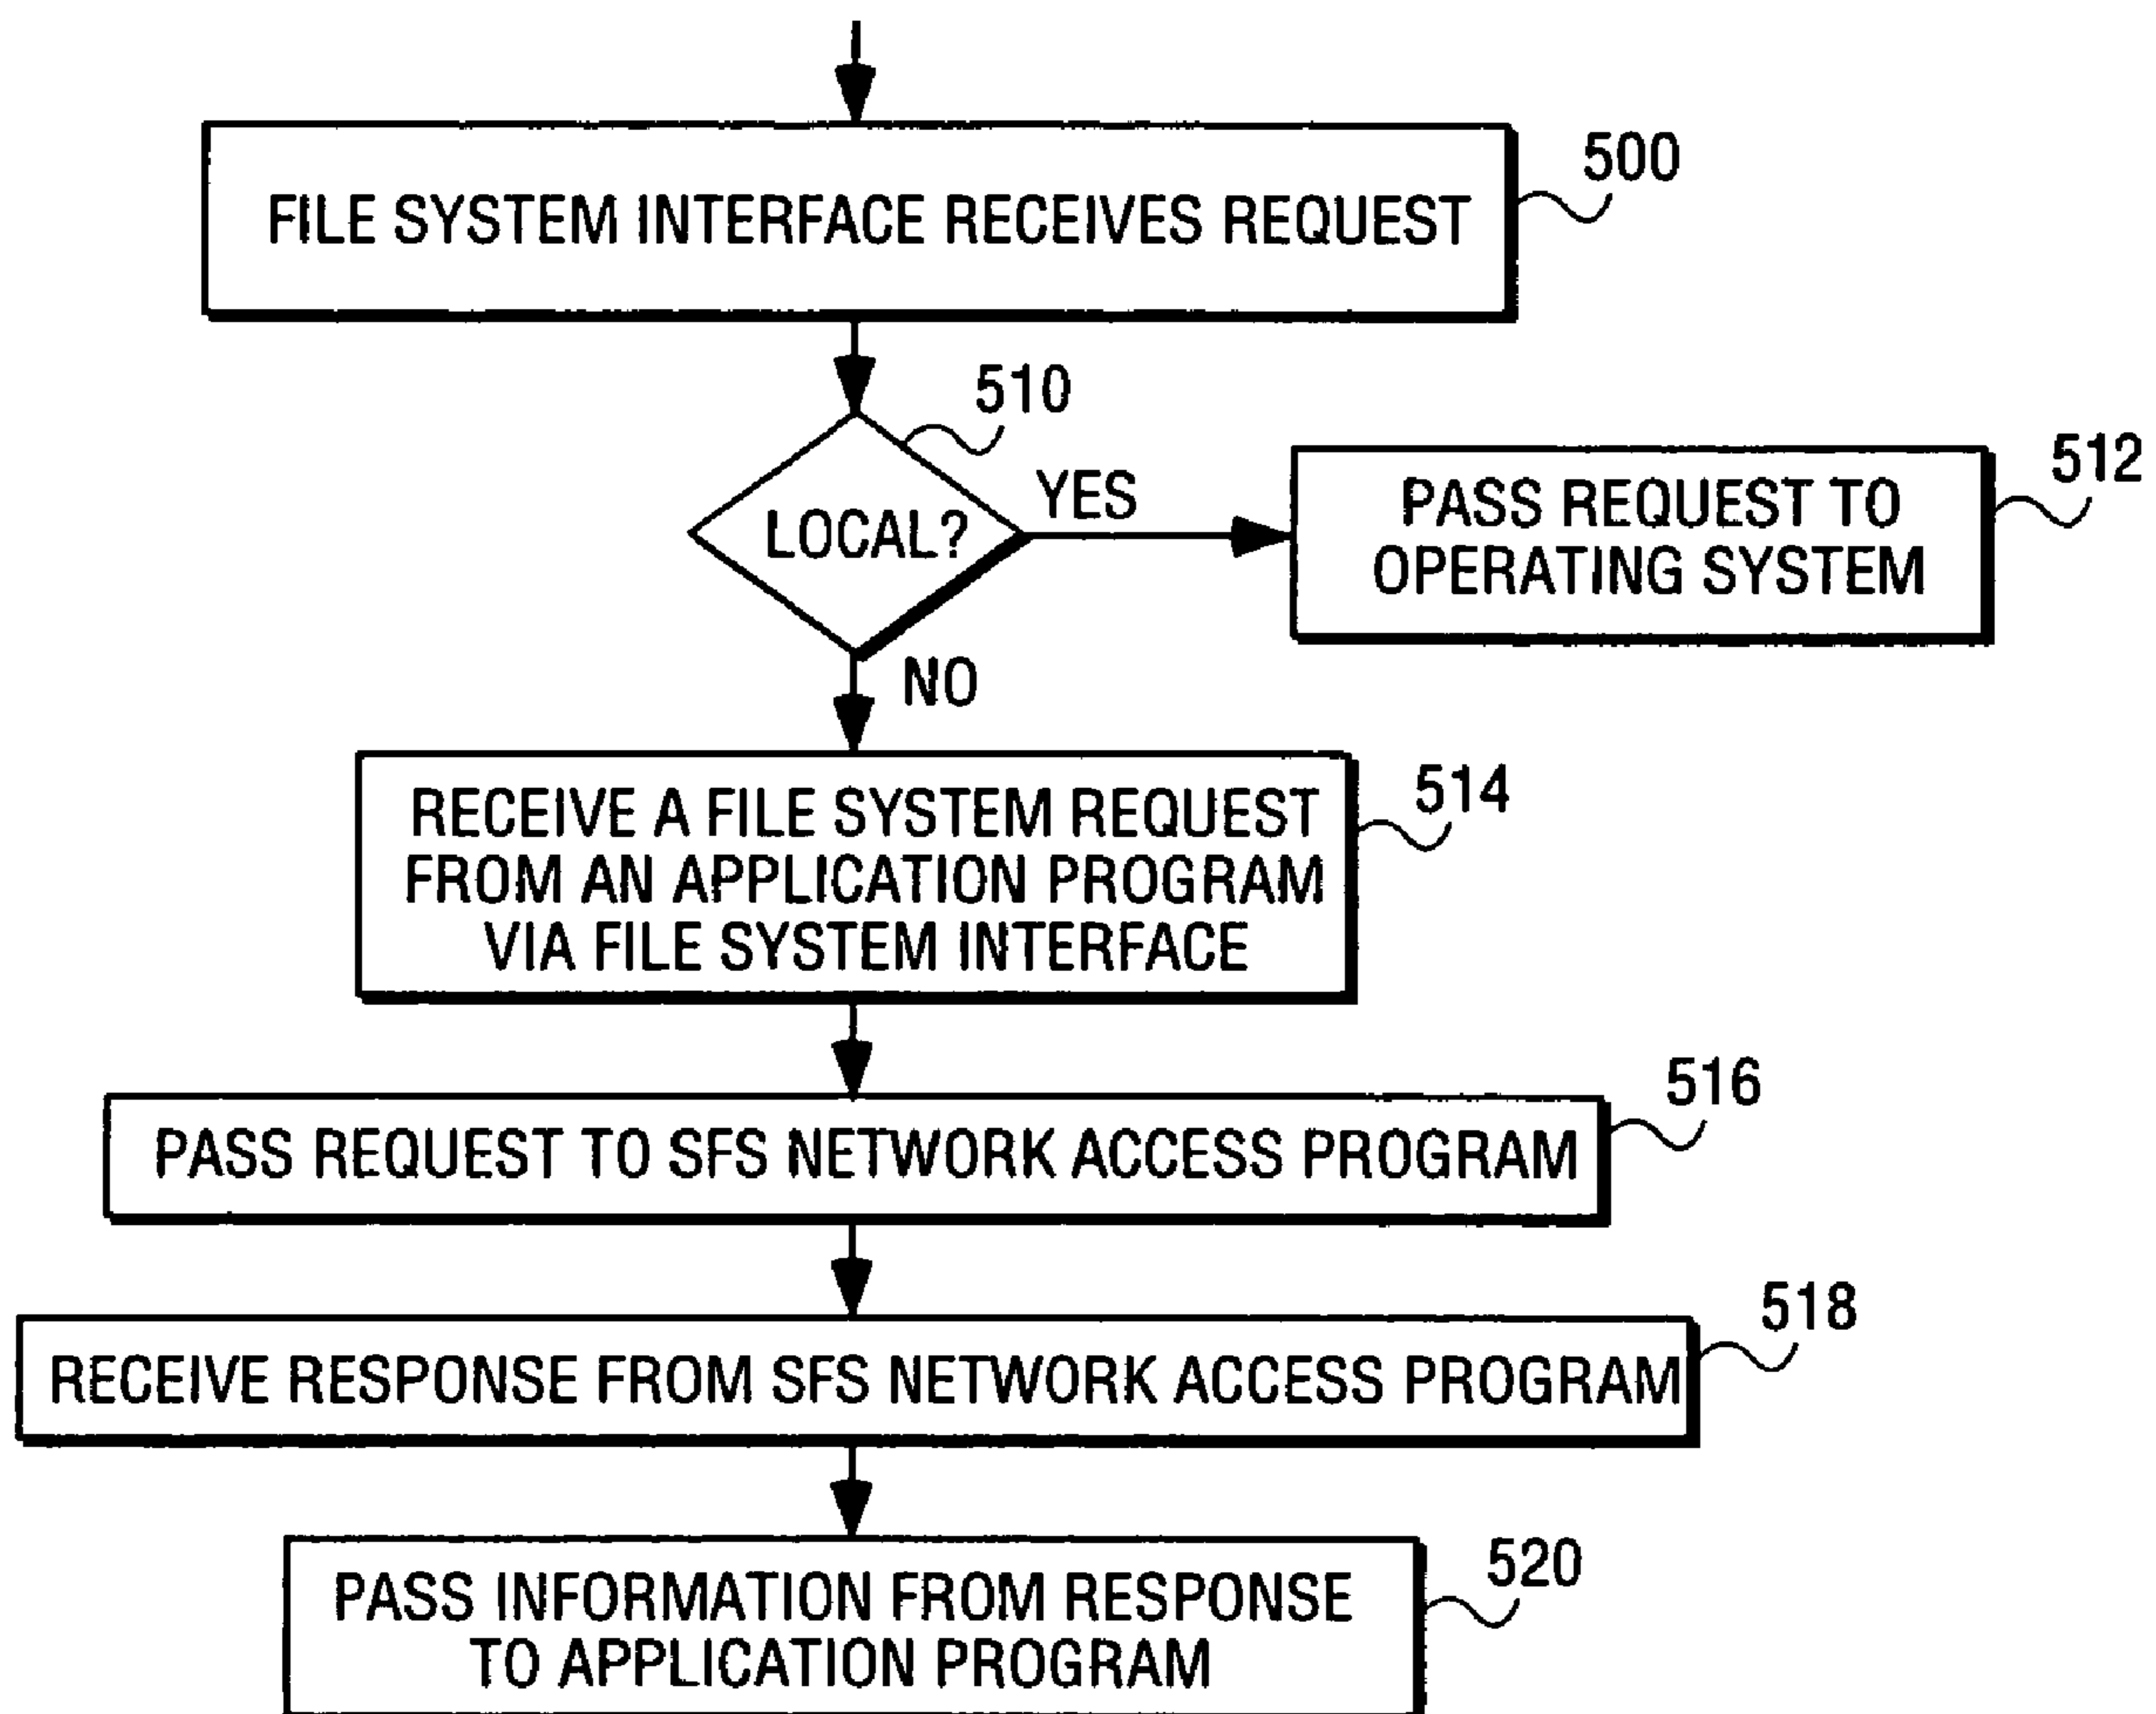 FILE SYSTEM INTERFACE RECEIVES REQUEST
500
510
LOCAL?
YES
PASS REQUEST TO
OPERATING SYSTEM
512
NO
RECEIVE A FILE SYSTEM REQUEST
FROM AN APPLICATION PROGRAM
VIA FILE SYSTEM INTERFACE
514
PASS REQUEST TO SFS NETWORK ACCESS PROGRAM
516
RECEIVE RESPONSE FROM SFS NETWORK ACCESS PROGRAM
518
PASS INFORMATION FROM RESPONSE
TO APPLICATION PROGRAM
520